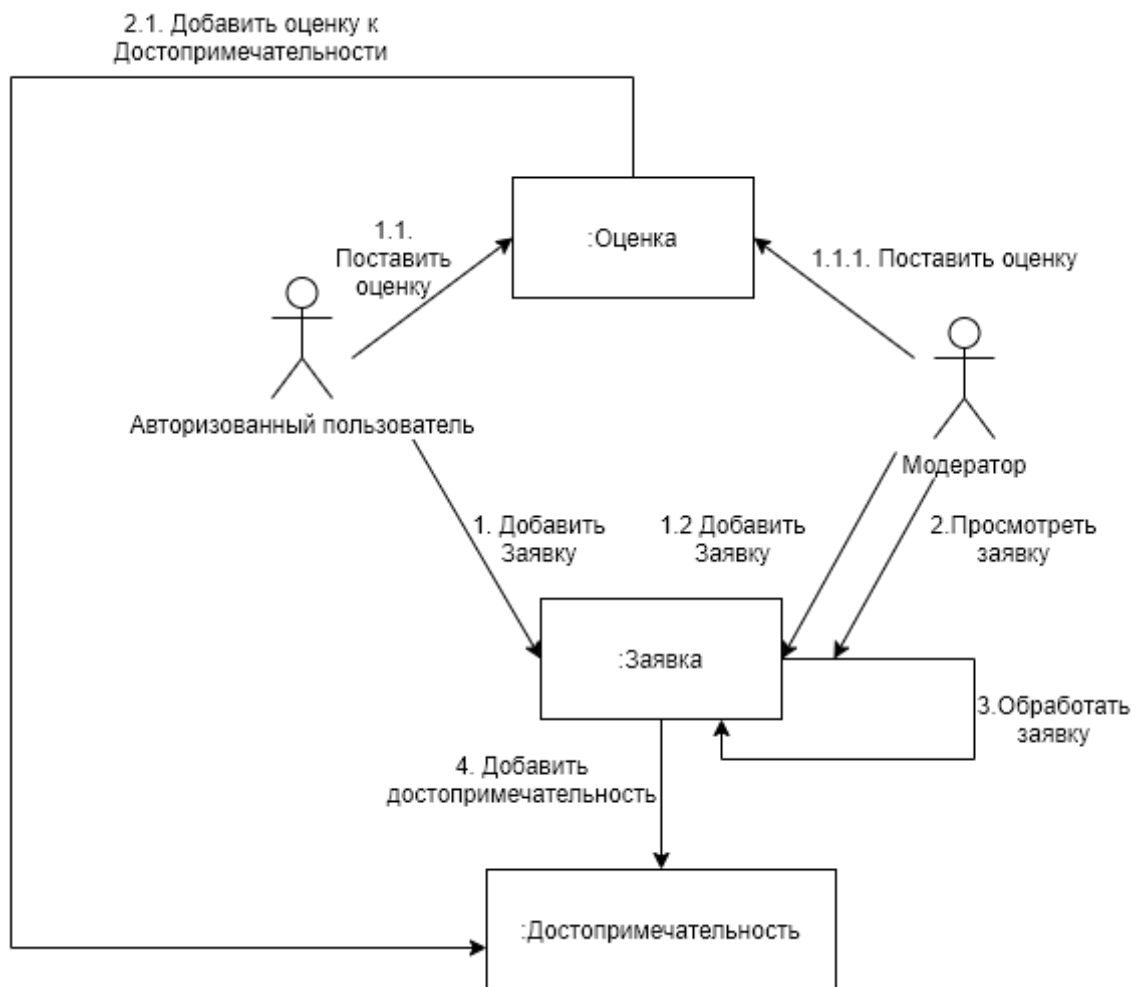 2.1. Добавить оценку к
Достопримечательности
:Оценка
1.1.
Поставить
оценку
1.1.1. Поставить оценку
Авторизованный пользователь
Модератор
1. Добавить
Заявку
1.2 Добавить
Заявку
2.Просмотреть
заявку
:Заявка
3.Обработать
заявку
4. Добавить
достопримечательность
:Достопримечательность